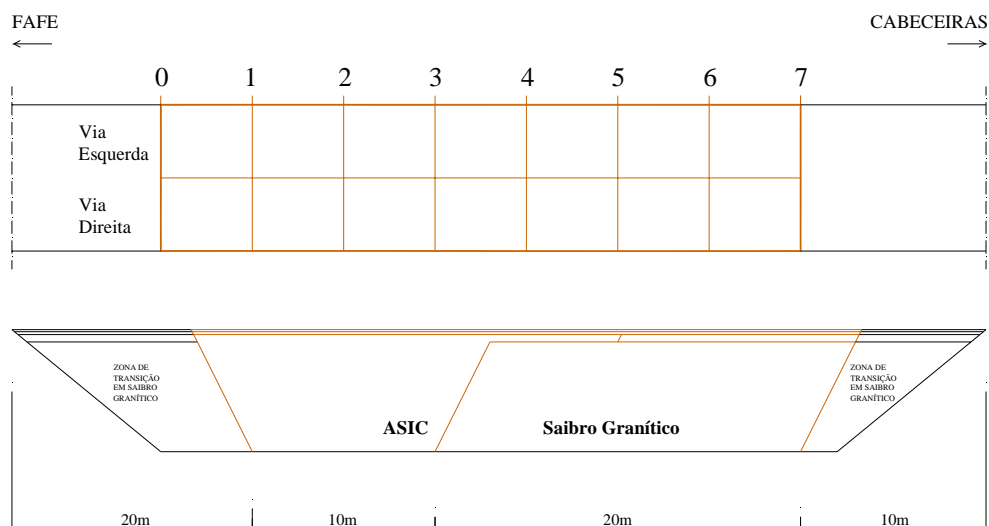 FAFE
CABECEIRAS
0 1 2 3 4 5 6 7
Via
Esquerda
Via
Direita
ZONA DE
TRANSIÇÃO
EM SAIBRO
GRANÍTICO
ZONA DE
TRANSIÇÃO
EM SAIBRO
GRANÍTICO
ASIC
Saibro Granítico
20m
10m
20m
10m